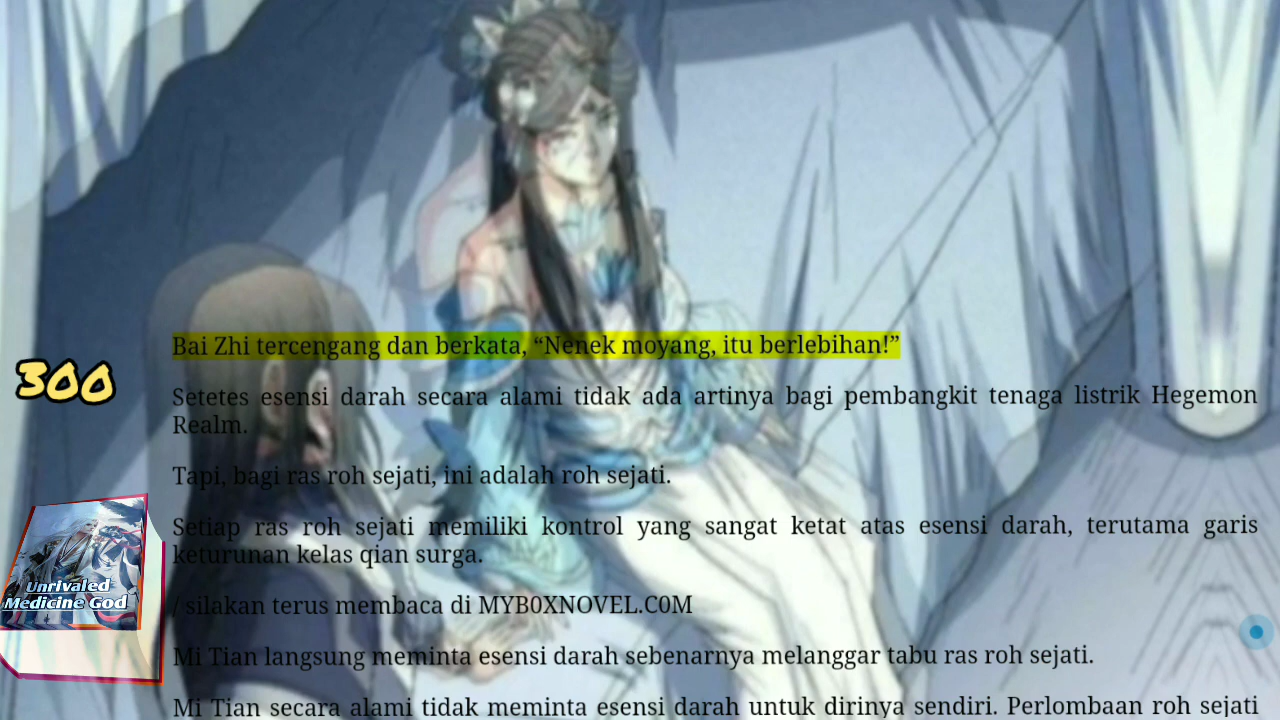 Bai Zhi tercengang dan berkata, “Nenek moyang, itu berlebihan!”
Setetes esensi darah secara alami tidak ada artinya bagi pembangkit tenaga listrik Hegemon
Realm.
Tapi, bagi ras roh sejati, ini adalah roh sejati.
Setiap ras roh sejati memiliki kontrol yang sangat ketat atas esensi darah, terutama garis
keturunan kelas qian surga.
/ silakan terus membaca di MYB0XNOVEL.C0M
Mi Tian langsung meminta esensi darah sebenarnya melanggar tabu ras roh sejati.
Mi Tian secara alami tidak meminta esensi darah untuk dirinya sendiri. Perlombaan roh sejati
300
Unrivaled
Medicine God